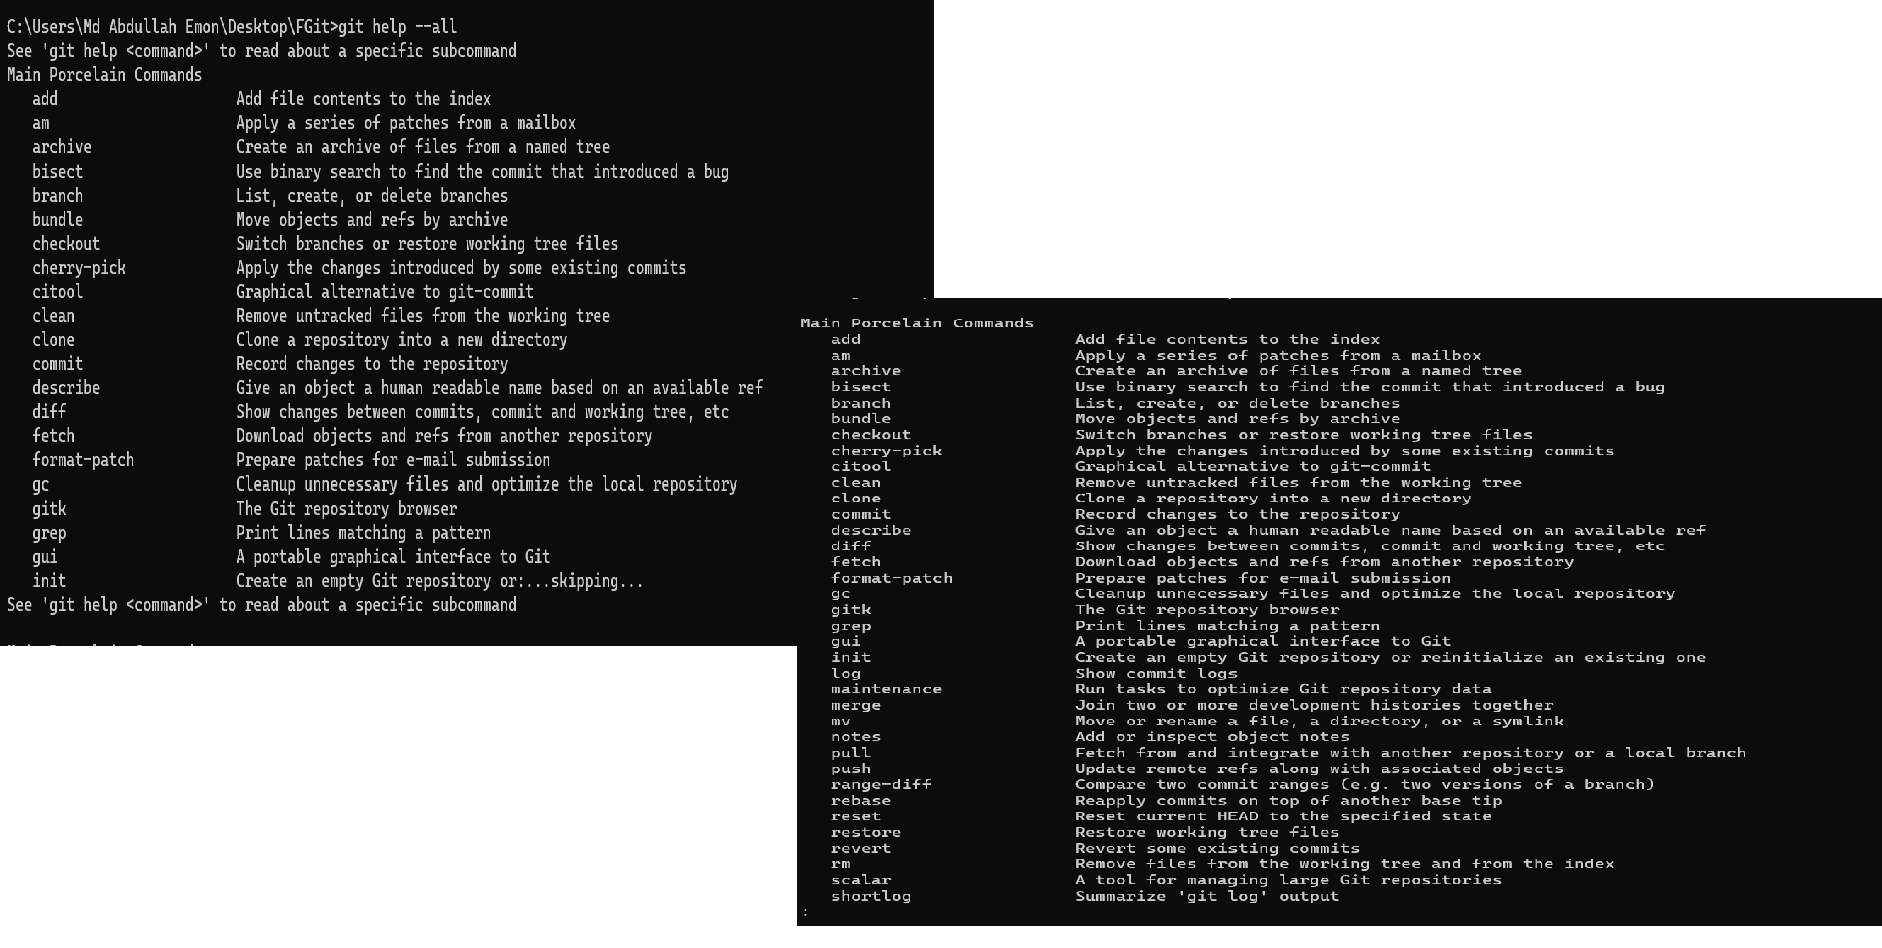 C:\Users\Md Abdullah Emon\Desktop\FGit>git help --all
See 'git help <command>' to read about a specific subcommand
Main Porcelain Commands
   add                     Add file contents to the index
   am                      Apply a series of patches from a mailbox
   archive                 Create an archive of files from a named tree
   bisect                  Use binary search to find the commit that introduced a bug
   branch                  List, create, or delete branches
   bundle                  Move objects and refs by archive
   checkout                Switch branches or restore working tree files
   cherry-pick             Apply the changes introduced by some existing commits
   citool                  Graphical alternative to git-commit
   clean                   Remove untracked files from the working tree
   clone                   Clone a repository into a new directory
   commit                  Record changes to the repository
   describe                Give an object a human readable name based on an available ref
   diff                    Show changes between commits, commit and working tree, etc
   fetch                   Download objects and refs from another repository
   format-patch            Prepare patches for e-mail submission
   gc                      Cleanup unnecessary files and optimize the local repository
   gitk                    The Git repository browser
   grep                    Print lines matching a pattern
   gui                     A portable graphical interface to Git
   init                    Create an empty Git repository or:...skipping...
See 'git help <command>' to read about a specific subcommand
Main Porcelain Commands
   add                     Add file contents to the index
   am                      Apply a series of patches from a mailbox
   archive                 Create an archive of files from a named tree
   bisect                  Use binary search to find the commit that introduced a bug
   branch                  List, create, or delete branches
   bundle                  Move objects and refs by archive
   checkout                Switch branches or restore working tree files
   cherry-pick             Apply the changes introduced by some existing commits
   citool                  Graphical alternative to git-commit
   clean                   Remove untracked files from the working tree
   clone                   Clone a repository into a new directory
   commit                  Record changes to the repository
   describe                Give an object a human readable name based on an available ref
   diff                    Show changes between commits, commit and working tree, etc
   fetch                   Download objects and refs from another repository
   format-patch            Prepare patches for e-mail submission
   gc                      Cleanup unnecessary files and optimize the local repository
   gitk                    The Git repository browser
   grep                    Print lines matching a pattern
   gui                     A portable graphical interface to Git
   init                    Create an empty Git repository or reinitialize an existing one
   log                     Show commit logs
   maintenance             Run tasks to optimize Git repository data
   merge                   Join two or more development histories together
   mv                      Move or rename a file, a directory, or a symlink
   notes                   Add or inspect object notes
   pull                    Fetch from and integrate with another repository or a local branch
   push                    Update remote refs along with associated objects
   range-diff              Compare two commit ranges (e.g. two versions of a branch)
   rebase                  Reapply commits on top of another base tip
   reset                   Reset current HEAD to the specified state
   restore                 Restore working tree files
   revert                  Revert some existing commits
   rm                      Remove files from the working tree and from the index
   scalar                  A tool for managing large Git repositories
   shortlog                Summarize 'git log' output
: